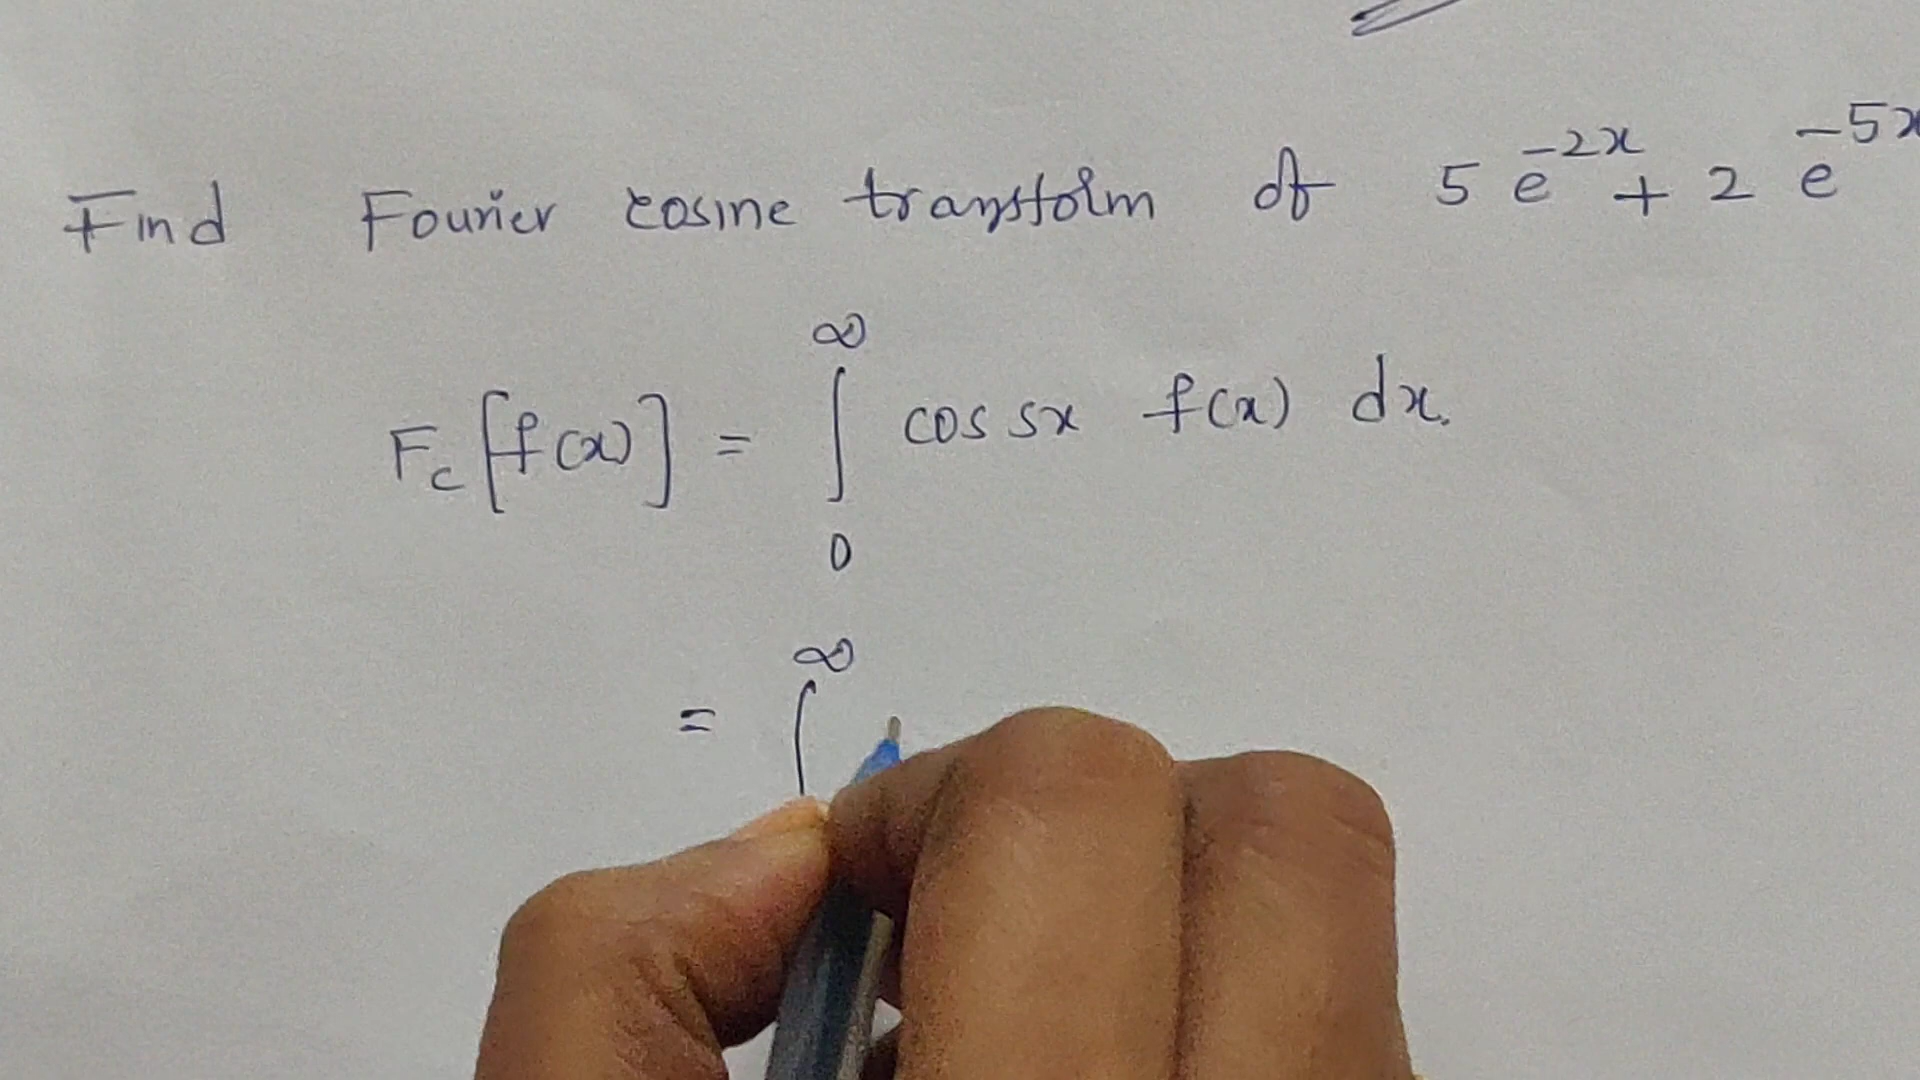 Find Fourier cosine transform of 5 e^{-2x} + 2 e^{-5x}
F_c [f(x)] = ∫_0^∞ cos sx f(x) dx.
= ∫^∞